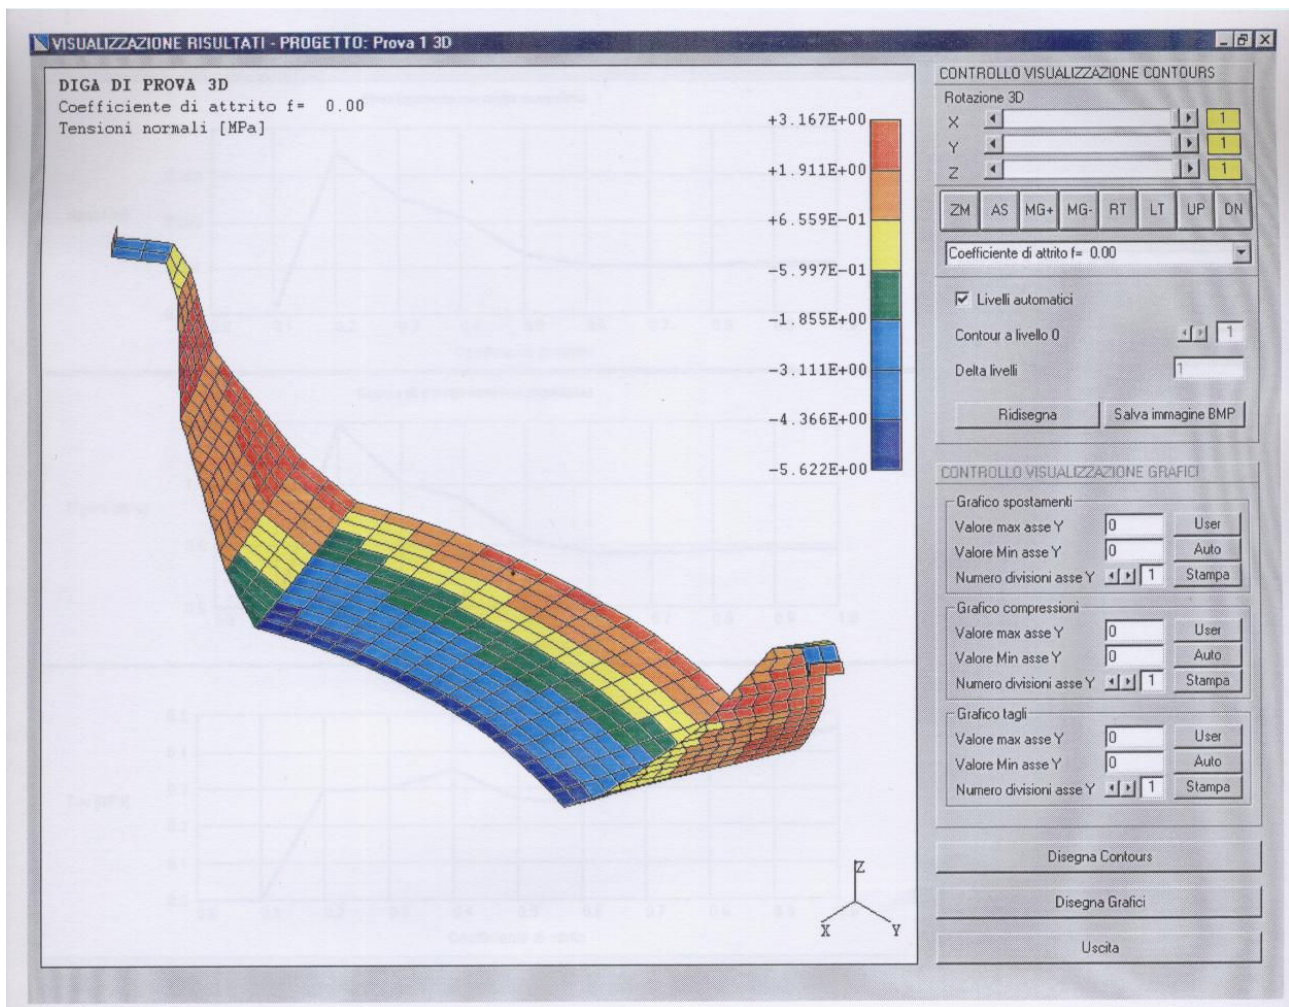 VISUALIZZAZIONE RISULTATI - PROGETTO: Prova 1 3D
DIGA DI PROVA 3D
Coefficiente di attrito f= 0.00
Tensioni normali [MPa]
+3.167E+00
+1.911E+00
+6.559E-01
-5.997E-01
-1.855E+00
-3.111E+00
-4.366E+00
-5.622E+00
Z
X
Y
CONTROLLO VISUALIZZAZIONE CONTOURS
Rotazione 3D
X 1
Y 1
Z 1
ZM AS MG+ MG- RT LT UP DN
Coefficiente di attrito f= 0.00
Livelli automatici
Contour a livello 0 1
Delta livelli 1
Ridisegna Salva immagine BMP
CONTROLLO VISUALIZZAZIONE GRAFICI
Grafico spostamenti
Valore max asse Y 0 User
Valore Min asse Y 0 Auto
Numero divisioni asse Y 1 Stampa
Grafico compressioni
Valore max asse Y 0 User
Valore Min asse Y 0 Auto
Numero divisioni asse Y 1 Stampa
Grafico tagli
Valore max asse Y 0 User
Valore Min asse Y 0 Auto
Numero divisioni asse Y 1 Stampa
Disegna Contours
Disegna Grafici
Uscita